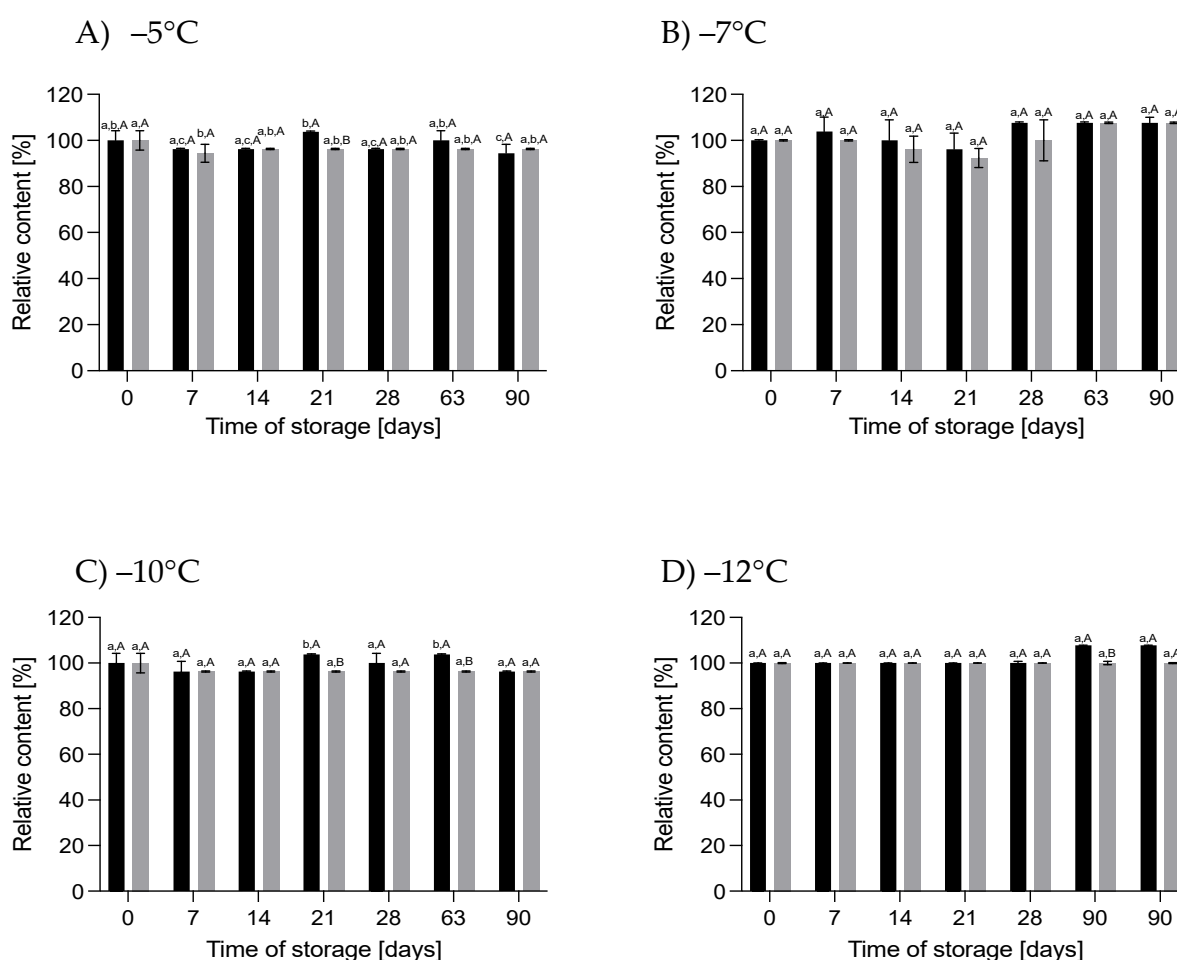 A) –5°C
120
100
80
60
40
20
0
Relative content [%]
a,b,A a,A a,c,A b,A a,c,A a,b,A b,A a,b,B a,c,A a,b,A a,b,A a,b,A c,A a,b,A
0 7 14 21 28 63 90
Time of storage [days]
B) –7°C
120
100
80
60
40
20
0
Relative content [%]
a,A a,A a,A a,A a,A a,A a,A a,A a,A a,A a,A a,A a,A a,A
0 7 14 21 28 63 90
Time of storage [days]
C) –10°C
120
100
80
60
40
20
0
Relative content [%]
a,A a,A a,A a,A a,A a,A b,A a,B a,A a,A b,A a,B a,A a,A
0 7 14 21 28 63 90
Time of storage [days]
D) –12°C
120
100
80
60
40
20
0
Relative content [%]
a,A a,A a,A a,A a,A a,A a,A a,A a,A a,A a,A a,B a,A a,A
0 7 14 21 28 90 90
Time of storage [days]